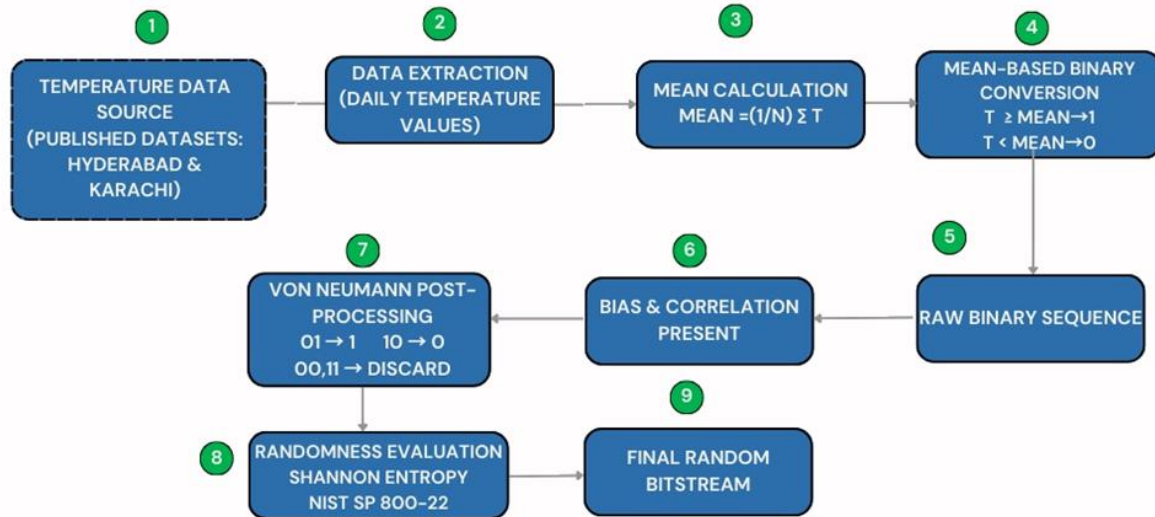 1
TEMPERATURE DATA
SOURCE
(PUBLISHED DATASETS:
HYDERABAD &
KARACHI)
2
DATA EXTRACTION
(DAILY TEMPERATURE
VALUES)
3
MEAN CALCULATION
MEAN =(1/N) Σ T
4
MEAN-BASED BINARY
CONVERSION
T ≥ MEAN→1
T < MEAN→0
5
RAW BINARY SEQUENCE
6
BIAS & CORRELATION
PRESENT
7
VON NEUMANN POST-
PROCESSING
01 → 1 10 → 0
00,11 → DISCARD
8
RANDOMNESS EVALUATION
SHANNON ENTROPY
NIST SP 800-22
9
FINAL RANDOM
BITSTREAM